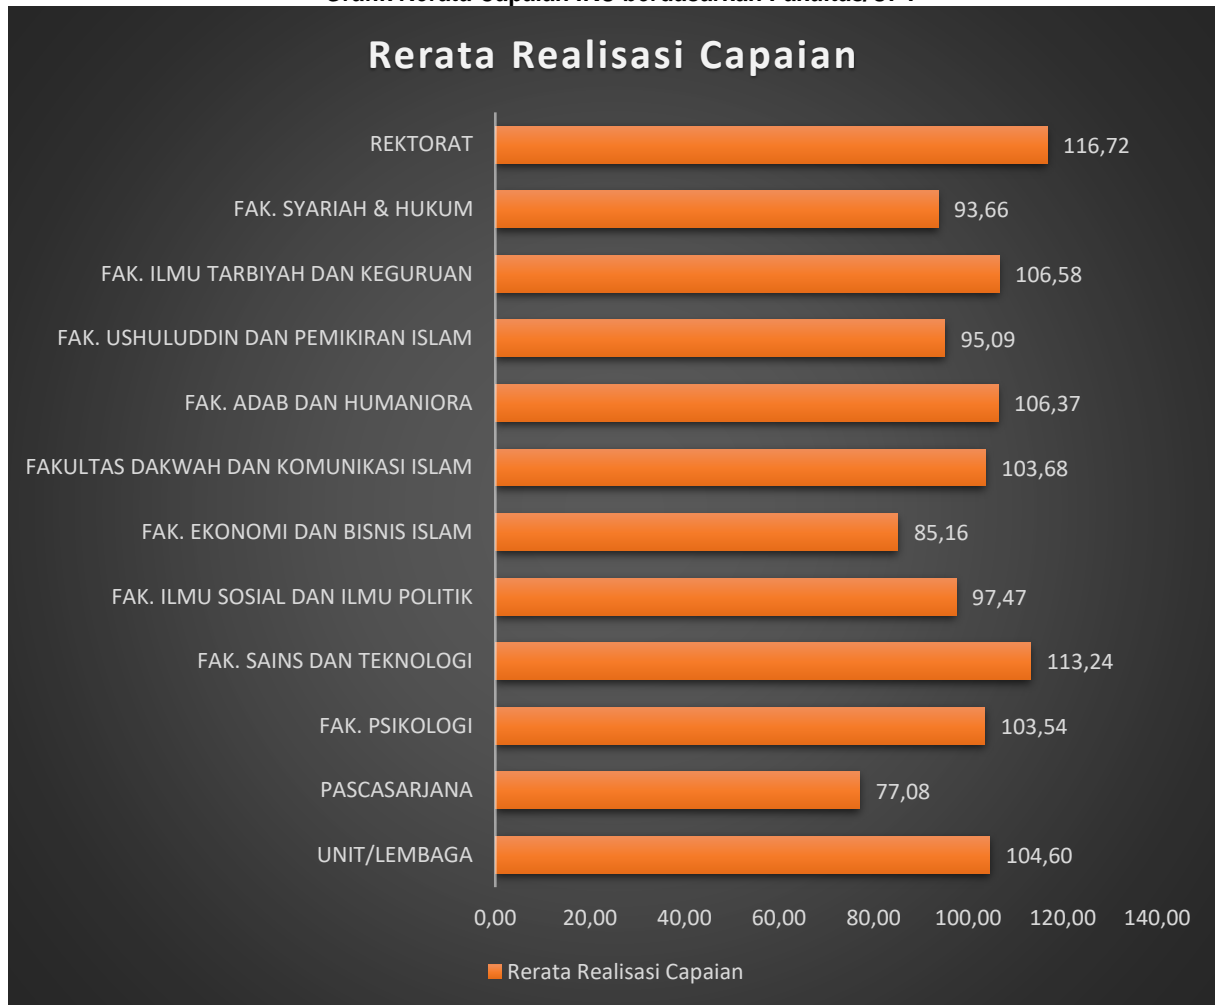 Rerata Realisasi Capaian
REKTORAT
116,72
FAK. SYARIAH & HUKUM
93,66
FAK. ILMU TARBIYAH DAN KEGURUAN
106,58
FAK. USHULUDDIN DAN PEMIKIRAN ISLAM
95,09
FAK. ADAB DAN HUMANIORA
106,37
FAKULTAS DAKWAH DAN KOMUNIKASI ISLAM
103,68
FAK. EKONOMI DAN BISNIS ISLAM
85,16
FAK. ILMU SOSIAL DAN ILMU POLITIK
97,47
FAK. SAINS DAN TEKNOLOGI
113,24
FAK. PSIKOLOGI
103,54
PASCASARJANA
77,08
UNIT/LEMBAGA
104,60
0,00 20,00 40,00 60,00 80,00 100,00 120,00 140,00
Rerata Realisasi Capaian